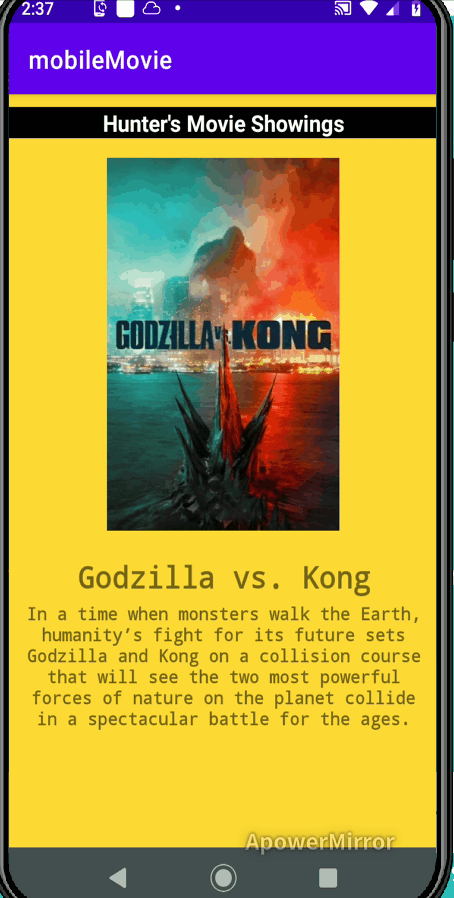 2:37
mobileMovie
Hunter's Movie Showings
GODZILLA vs. KONG
Godzilla vs. Kong
In a time when monsters walk the Earth,
humanity’s fight for its future sets
Godzilla and Kong on a collision course
that will see the two most powerful
forces of nature on the planet collide
in a spectacular battle for the ages.
ApowerMirror